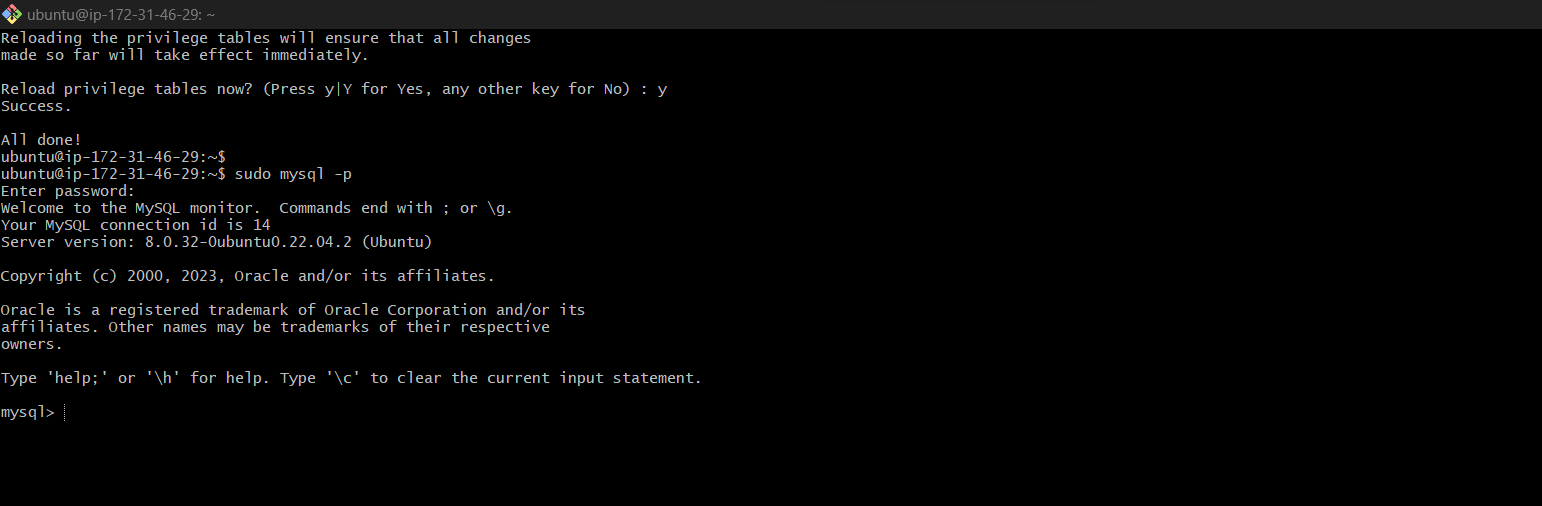 ubuntu@ip-172-31-46-29: ~
Reloading the privilege tables will ensure that all changes
made so far will take effect immediately.
Reload privilege tables now? (Press y|Y for Yes, any other key for No) : y
Success.
All done!
ubuntu@ip-172-31-46-29:~$
ubuntu@ip-172-31-46-29:~$ sudo mysql -p
Enter password:
Welcome to the MySQL monitor.  Commands end with ; or \g.
Your MySQL connection id is 14
Server version: 8.0.32-0ubuntu0.22.04.2 (Ubuntu)
Copyright (c) 2000, 2023, Oracle and/or its affiliates.
Oracle is a registered trademark of Oracle Corporation and/or its
affiliates. Other names may be trademarks of their respective
owners.
Type 'help;' or '\h' for help. Type '\c' to clear the current input statement.
mysql>